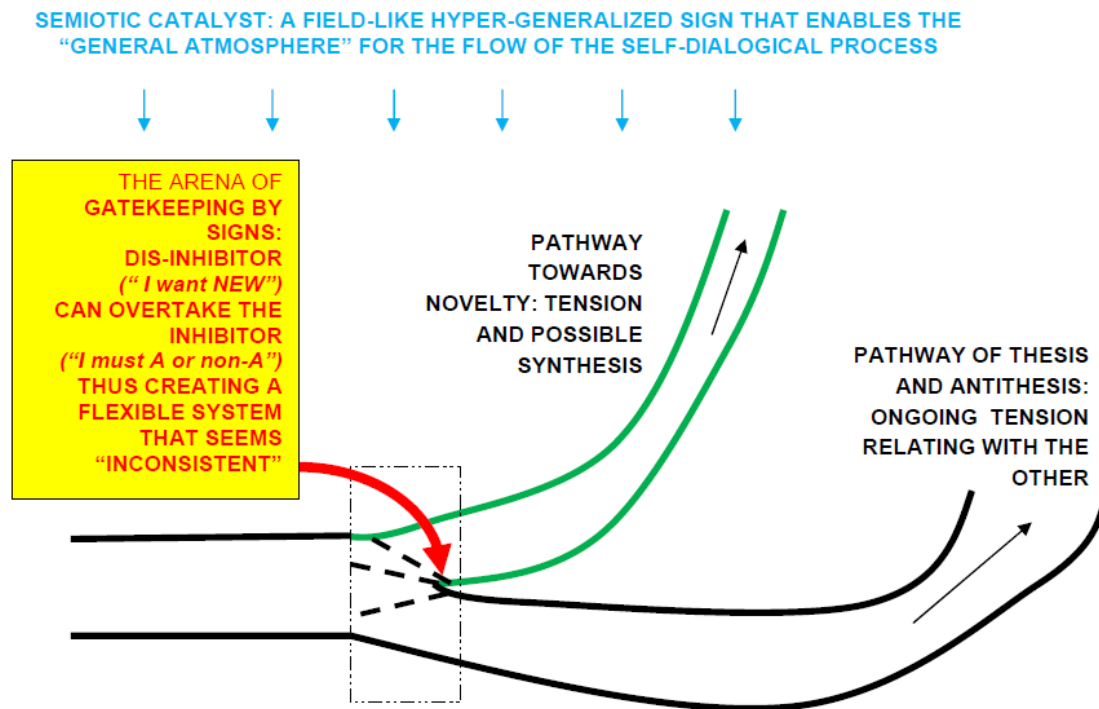 SEMIOTIC CATALYST: A FIELD-LIKE HYPER-GENERALIZED SIGN THAT ENABLES THE
“GENERAL ATMOSPHERE” FOR THE FLOW OF THE SELF-DIALOGICAL PROCESS
THE ARENA OF
GATEKEEPING BY
SIGNS:
DIS-INHIBITOR
(“ I want NEW”)
CAN OVERTAKE THE
INHIBITOR
(“I must A or non-A”)
THUS CREATING A
FLEXIBLE SYSTEM
THAT SEEMS
“INCONSISTENT”
PATHWAY
TOWARDS
NOVELTY: TENSION
AND POSSIBLE
SYNTHESIS
PATHWAY OF THESIS
AND ANTITHESIS:
ONGOING TENSION
RELATING WITH THE
OTHER